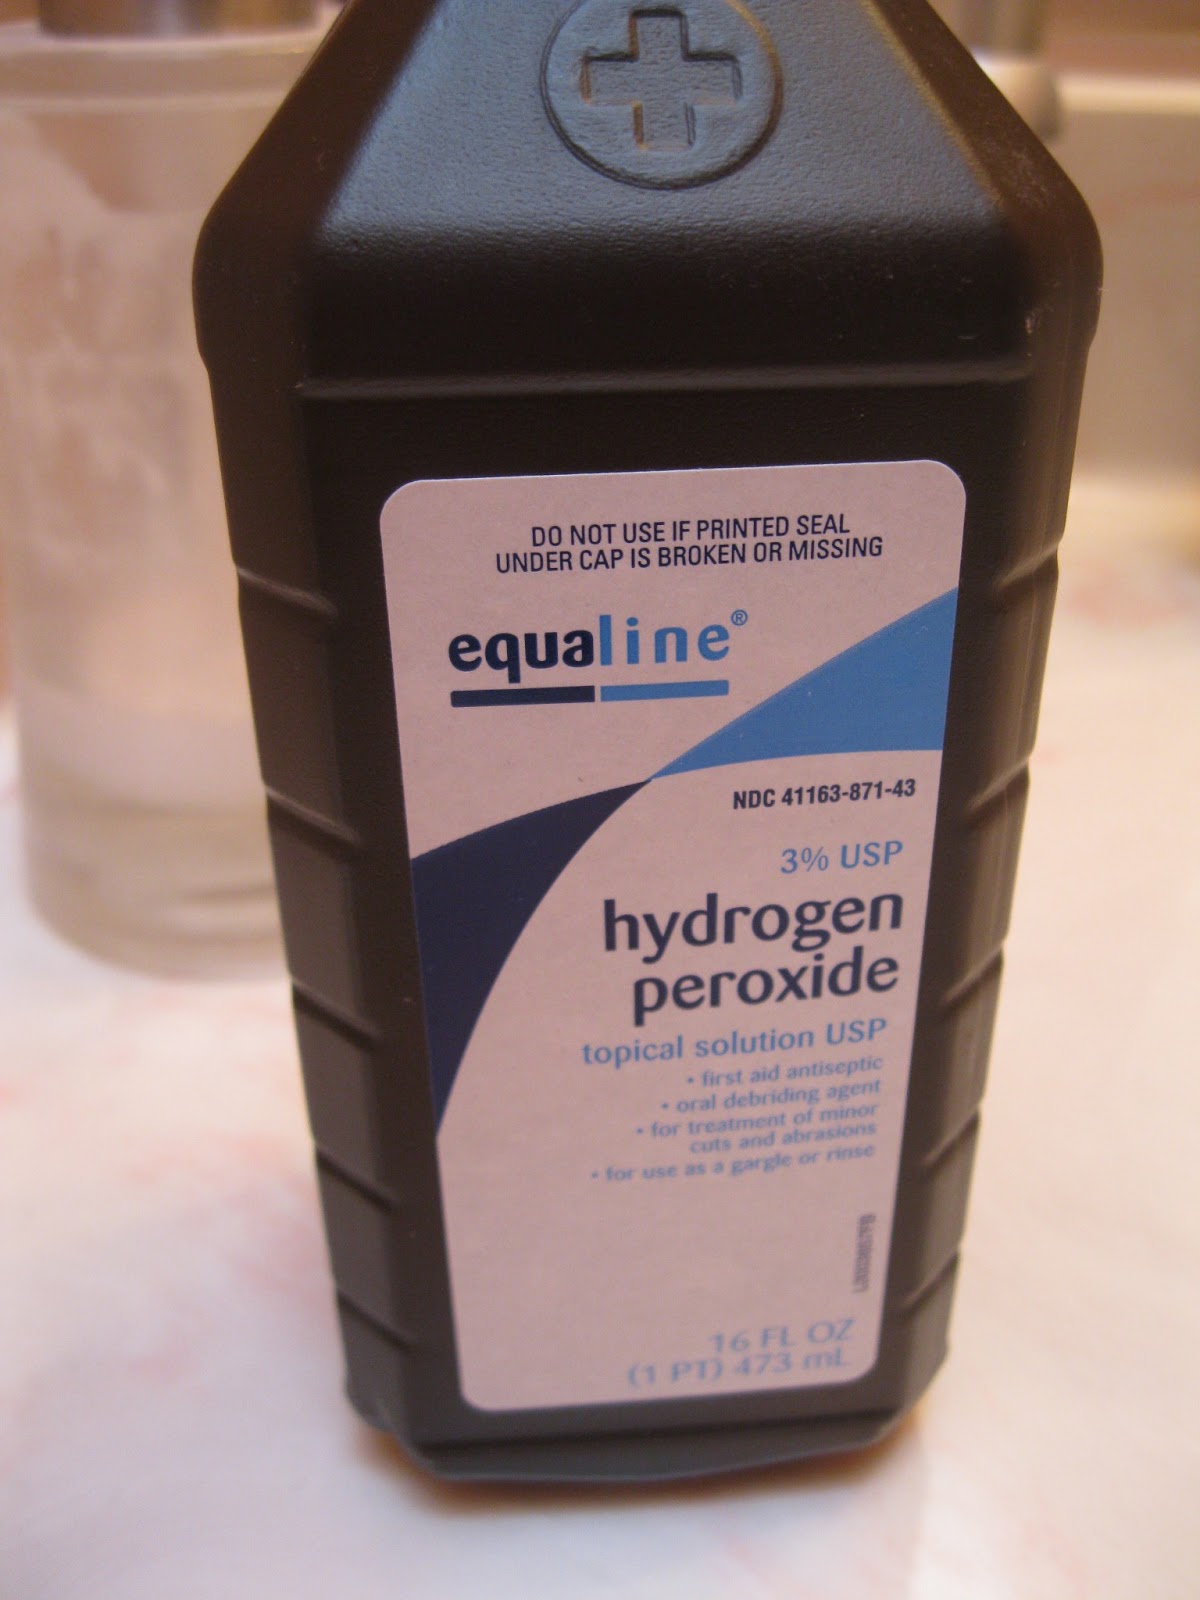 DO NOT USE IF PRINTED SEAL
UNDER CAP IS BROKEN OR MISSING
equaline®
NDC 41163-871-43
3% USP
hydrogen
peroxide
topical solution USP
• first aid antiseptic
• oral debriding agent
• for treatment of minor
cuts and abrasions
• for use as a gargle or rinse
16 FL OZ
(1 PT) 473 mL